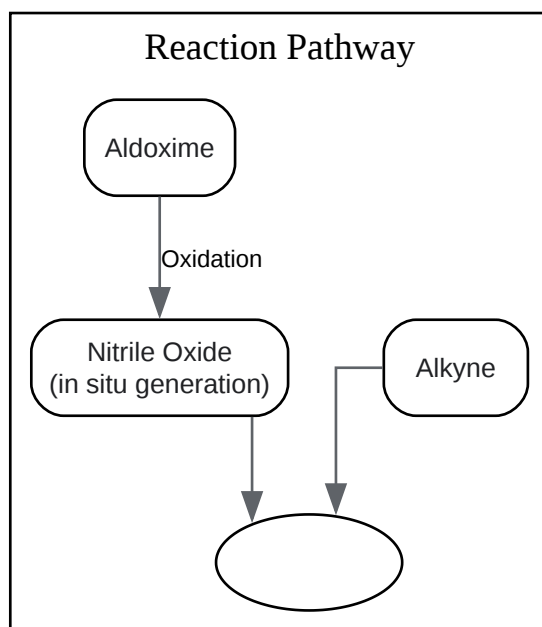 Reaction Pathway
Aldoxime
Oxidation
Nitrile Oxide
(in situ generation)
Alkyne